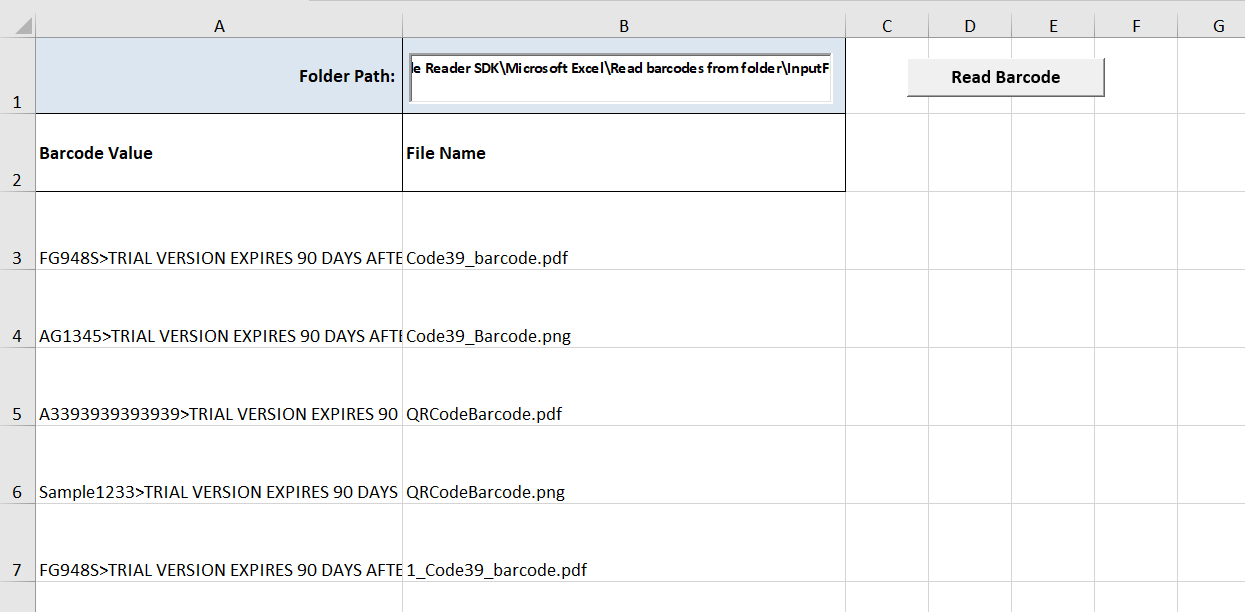 A B C D E F G
1 Folder Path: le Reader SDK\Microsoft Excel\Read barcodes from folder\InputF Read Barcode
2 Barcode Value File Name
3 FG948S>TRIAL VERSION EXPIRES 90 DAYS AFTE Code39_barcode.pdf
4 AG1345>TRIAL VERSION EXPIRES 90 DAYS AFTE Code39_Barcode.png
5 A3393939393939>TRIAL VERSION EXPIRES 90 QRCodeBarcode.pdf
6 Sample1233>TRIAL VERSION EXPIRES 90 DAYS QRCodeBarcode.png
7 FG948S>TRIAL VERSION EXPIRES 90 DAYS AFTE 1_Code39_barcode.pdf